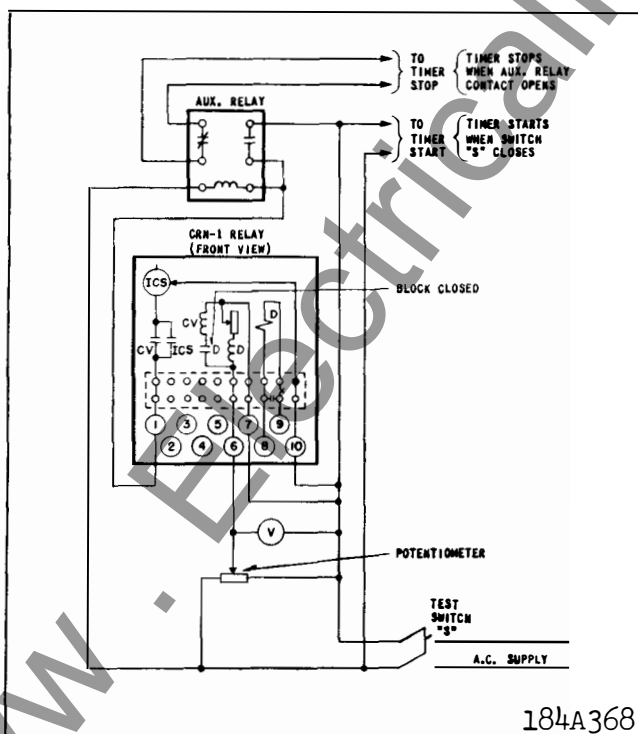 TO
TIMER
STOP
TIMER STOPS
WHEN AUX. RELAY
CONTACT OPENS
AUX. RELAY
TO
TIMER
START
TIMER STARTS
WHEN SWITCH
"S" CLOSES
CRN-1 RELAY
(FRONT VIEW)
ICS
BLOCK CLOSED
CV
D
D
CV
ICS
D
1
3
5
7
9
2
4
6
8
10
V
POTENTIOMETER
TEST
SWITCH
"S"
A.C. SUPPLY
184A368
w . Electrical